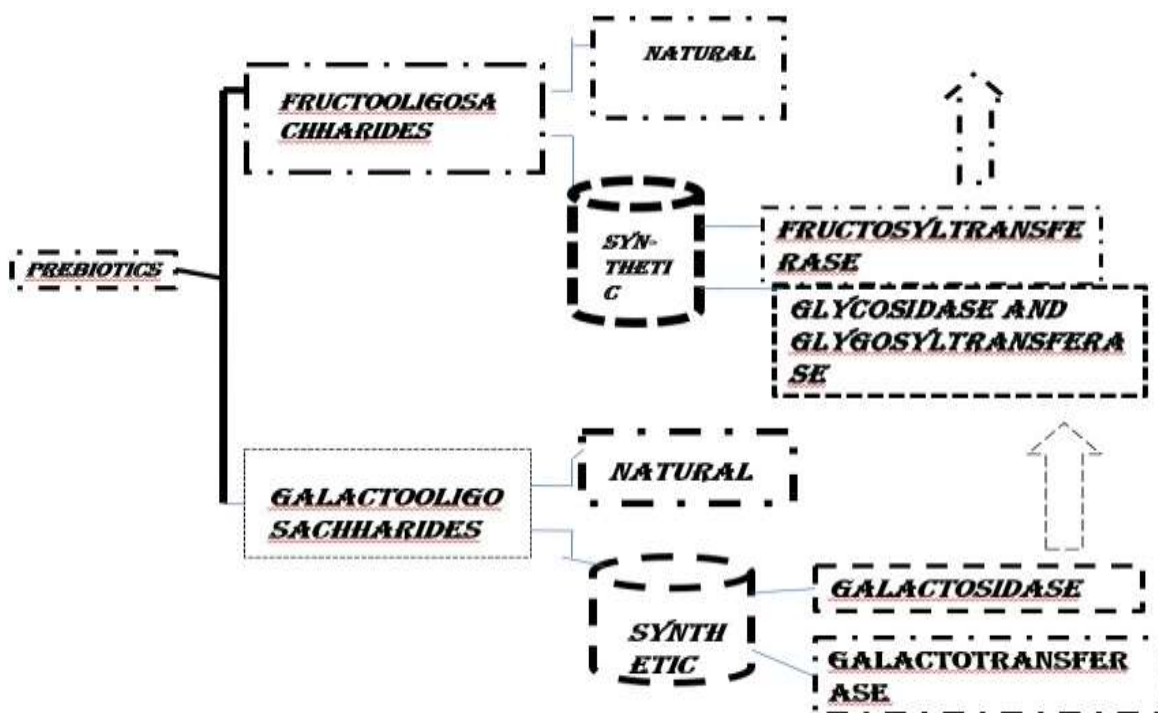 NATURAL
FRUCTOOLIGOSA
CHHARIDES
SYN-
THETI
C
FRUCTOSYLTRANSFE
RASE
PREBIOTICS
GLYCOSIDASE AND
GLYGOSYLTRANSFERA
SE
NATURAL
GALACTOOLIGO
SACHHARIDES
GALACTOSIDASE
SYNTH
ETIC
GALACTOTRANSFER
ASE